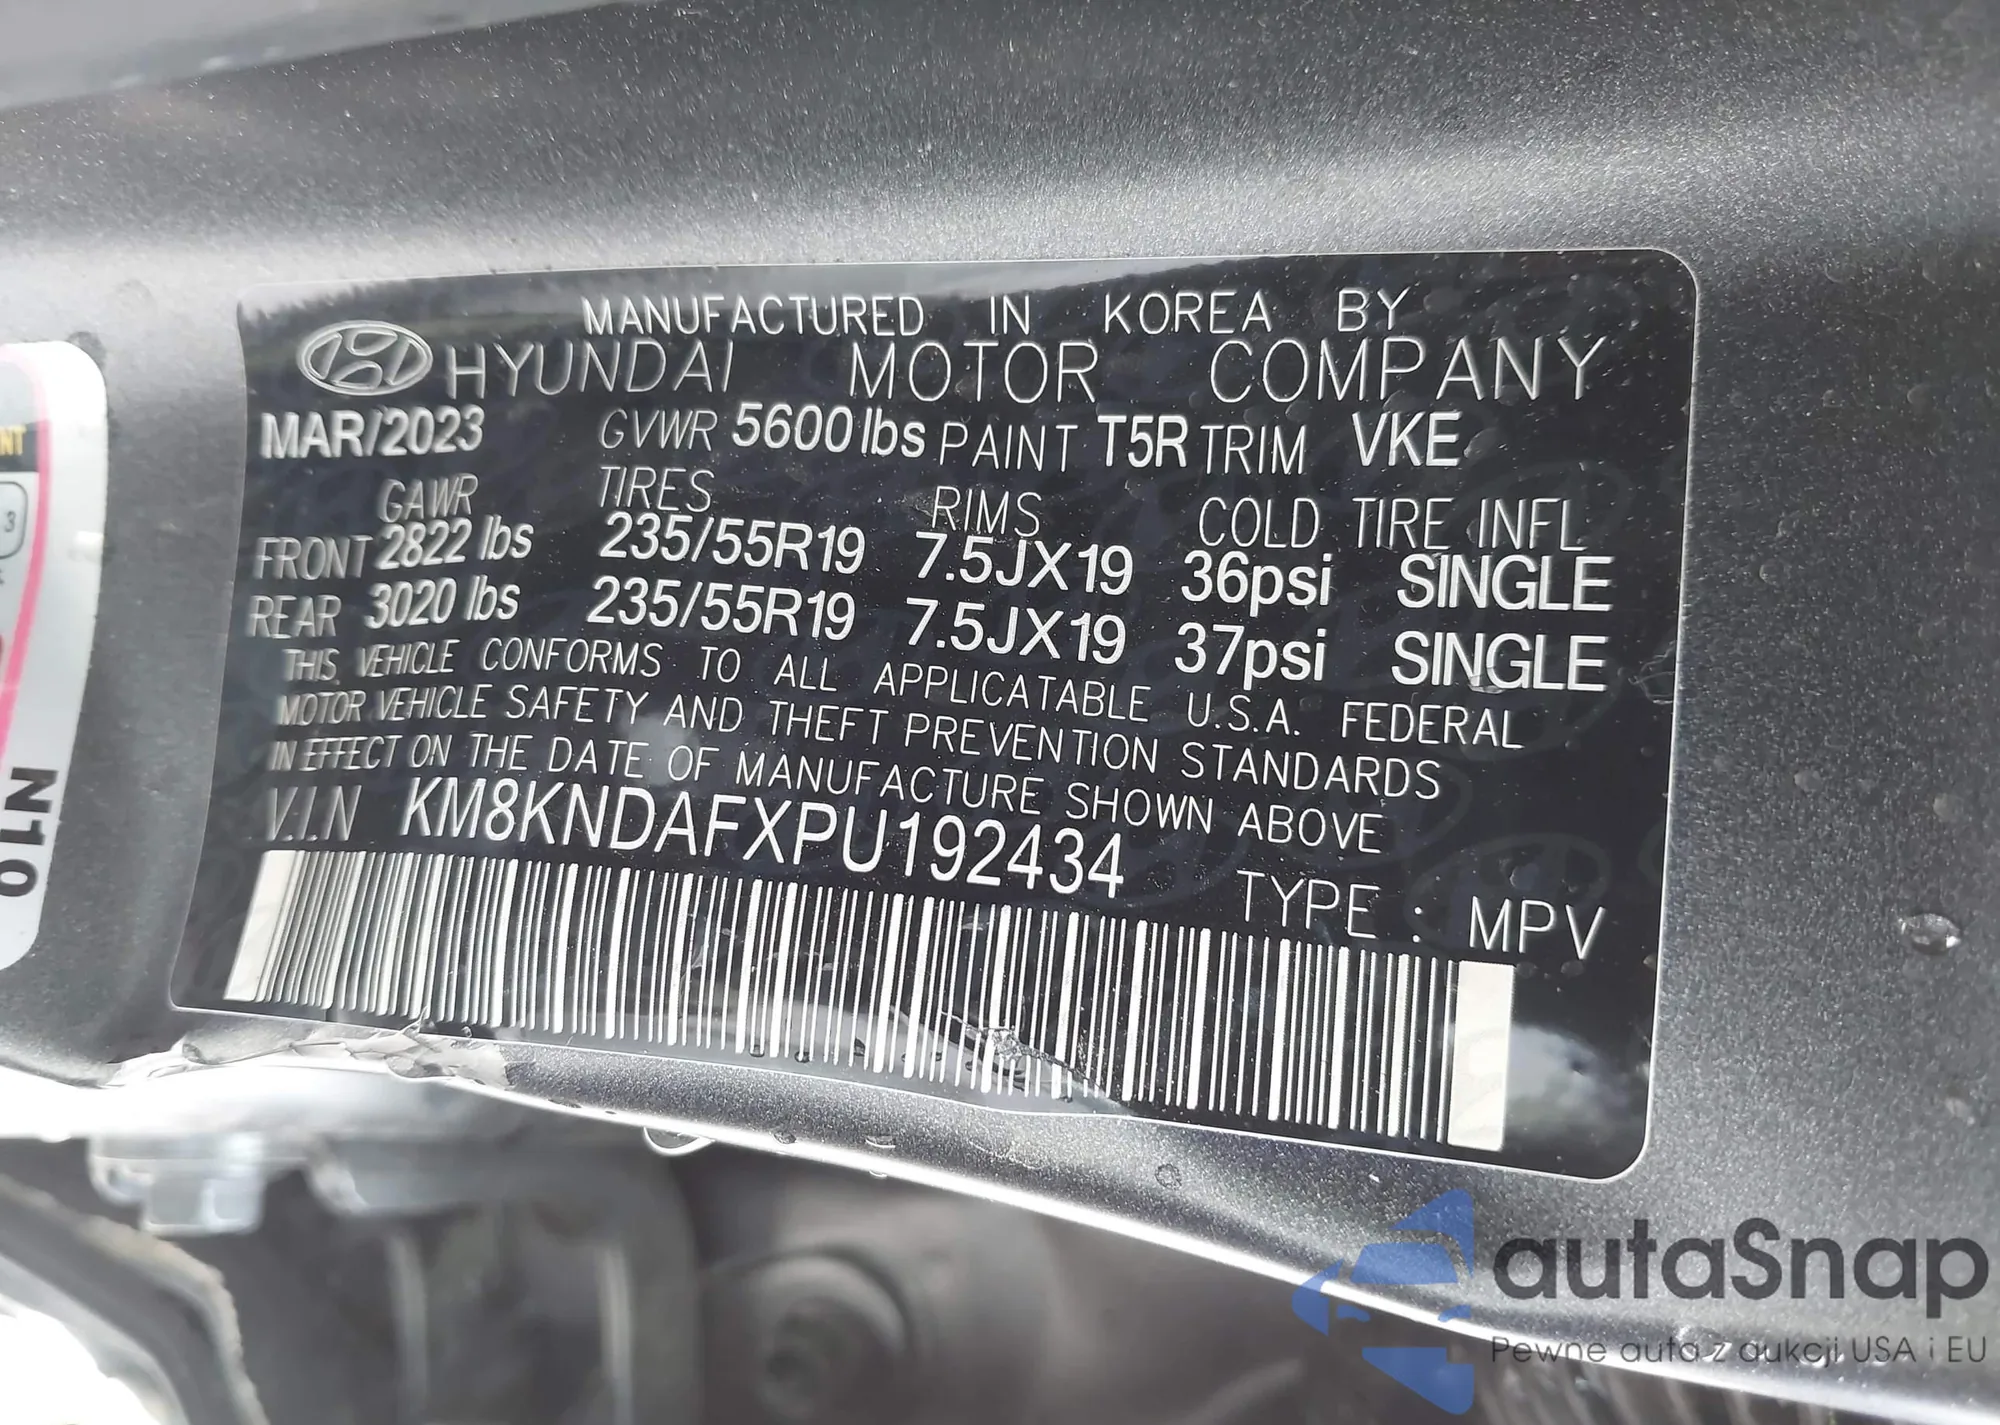 MANUFACTURED IN KOREA BY
HYUNDAI MOTOR COMPANY
MAR/2023 GVWR 5600lbs PAINT T5R TRIM VKE
GAWR TIRES RIMS COLD TIRE INFL
FRONT 2822 lbs 235/55R19 7.5JX19 36psi SINGLE
REAR 3020 lbs 235/55R19 7.5JX19 37psi SINGLE
THIS VEHICLE CONFORMS TO ALL APPLICATABLE U.S.A. FEDERAL
MOTOR VEHICLE SAFETY AND THEFT PREVENTION STANDARDS
IN EFFECT ON THE DATE OF MANUFACTURE SHOWN ABOVE
V.I.N KM8KNDAFXPU192434
TYPE : MPV
NT
3
N10
autaSnap
Pewne auta z aukcji USA i EU